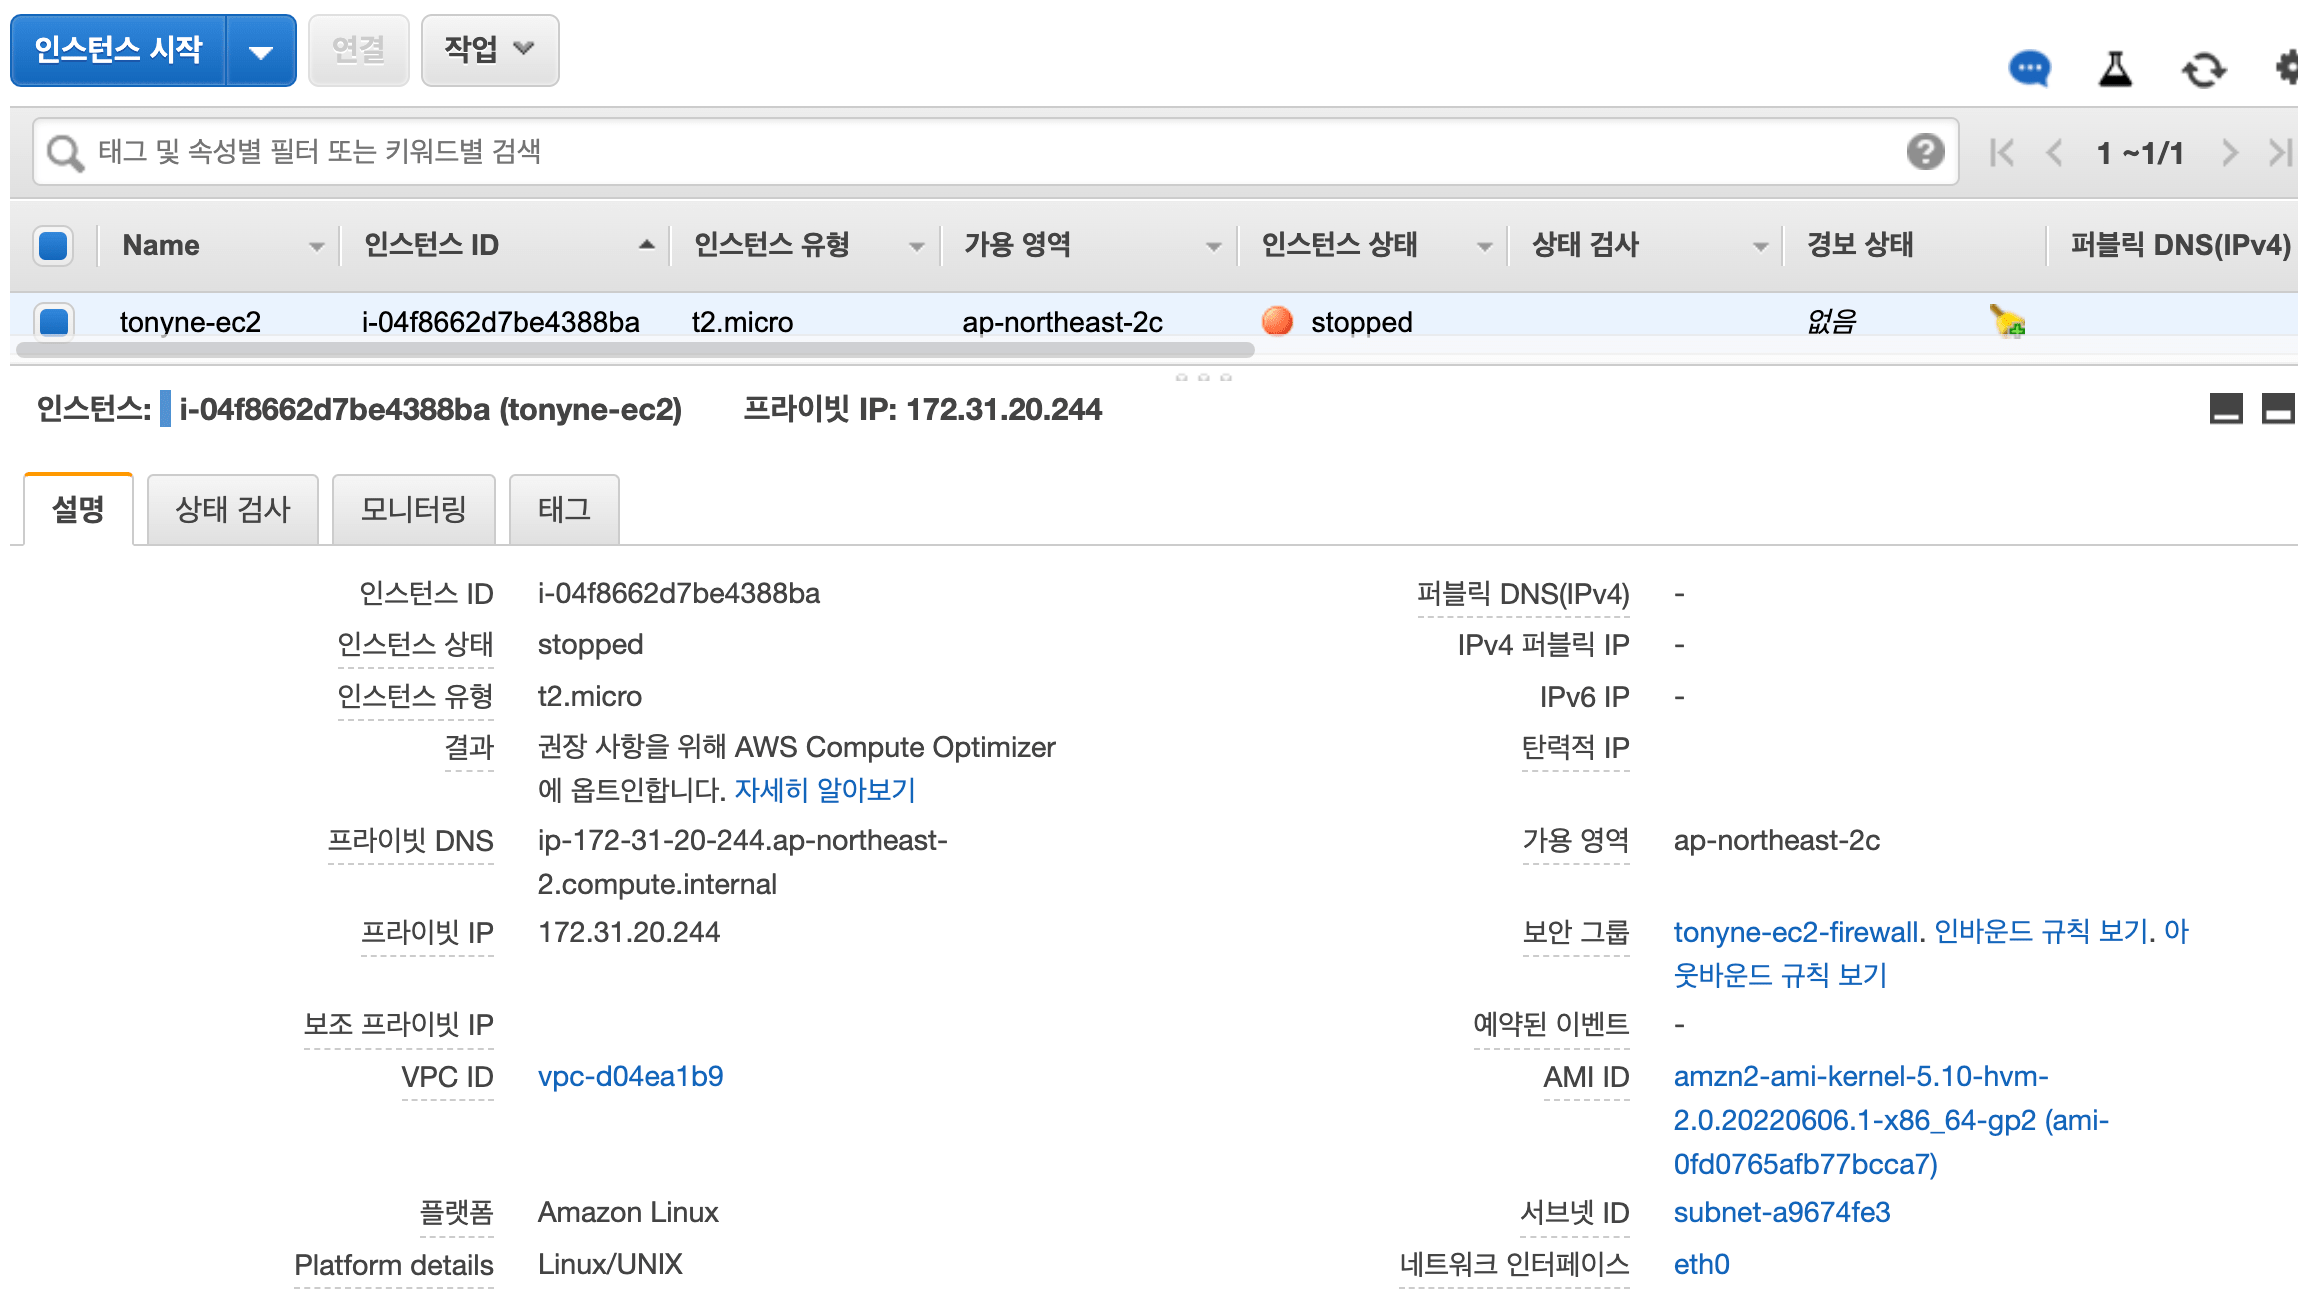 인스턴스 시작
연결
작업
태그 및 속성별 필터 또는 키워드별 검색
1 ~1/1
Name 인스턴스 ID 인스턴스 유형 가용 영역 인스턴스 상태 상태 검사 경보 상태 퍼블릭 DNS(IPv4)
tonyne-ec2 i-04f8662d7be4388ba t2.micro ap-northeast-2c stopped 없음
인스턴스: i-04f8662d7be4388ba (tonyne-ec2) 프라이빗 IP: 172.31.20.244
설명 상태 검사 모니터링 태그
인스턴스 ID i-04f8662d7be4388ba
인스턴스 상태 stopped
인스턴스 유형 t2.micro
결과 권장 사항을 위해 AWS Compute Optimizer
에 옵트인합니다. 자세히 알아보기
프라이빗 DNS ip-172-31-20-244.ap-northeast-
2.compute.internal
프라이빗 IP 172.31.20.244
보조 프라이빗 IP
VPC ID vpc-d04ea1b9
플랫폼 Amazon Linux
Platform details Linux/UNIX
퍼블릭 DNS(IPv4) -
IPv4 퍼블릭 IP -
IPv6 IP -
탄력적 IP
가용 영역 ap-northeast-2c
보안 그룹 tonyne-ec2-firewall. 인바운드 규칙 보기. 아
웃바운드 규칙 보기
예약된 이벤트 -
AMI ID amzn2-ami-kernel-5.10-hvm-
2.0.20220606.1-x86_64-gp2 (ami-
0fd0765afb77bcca7)
서브넷 ID subnet-a9674fe3
네트워크 인터페이스 eth0